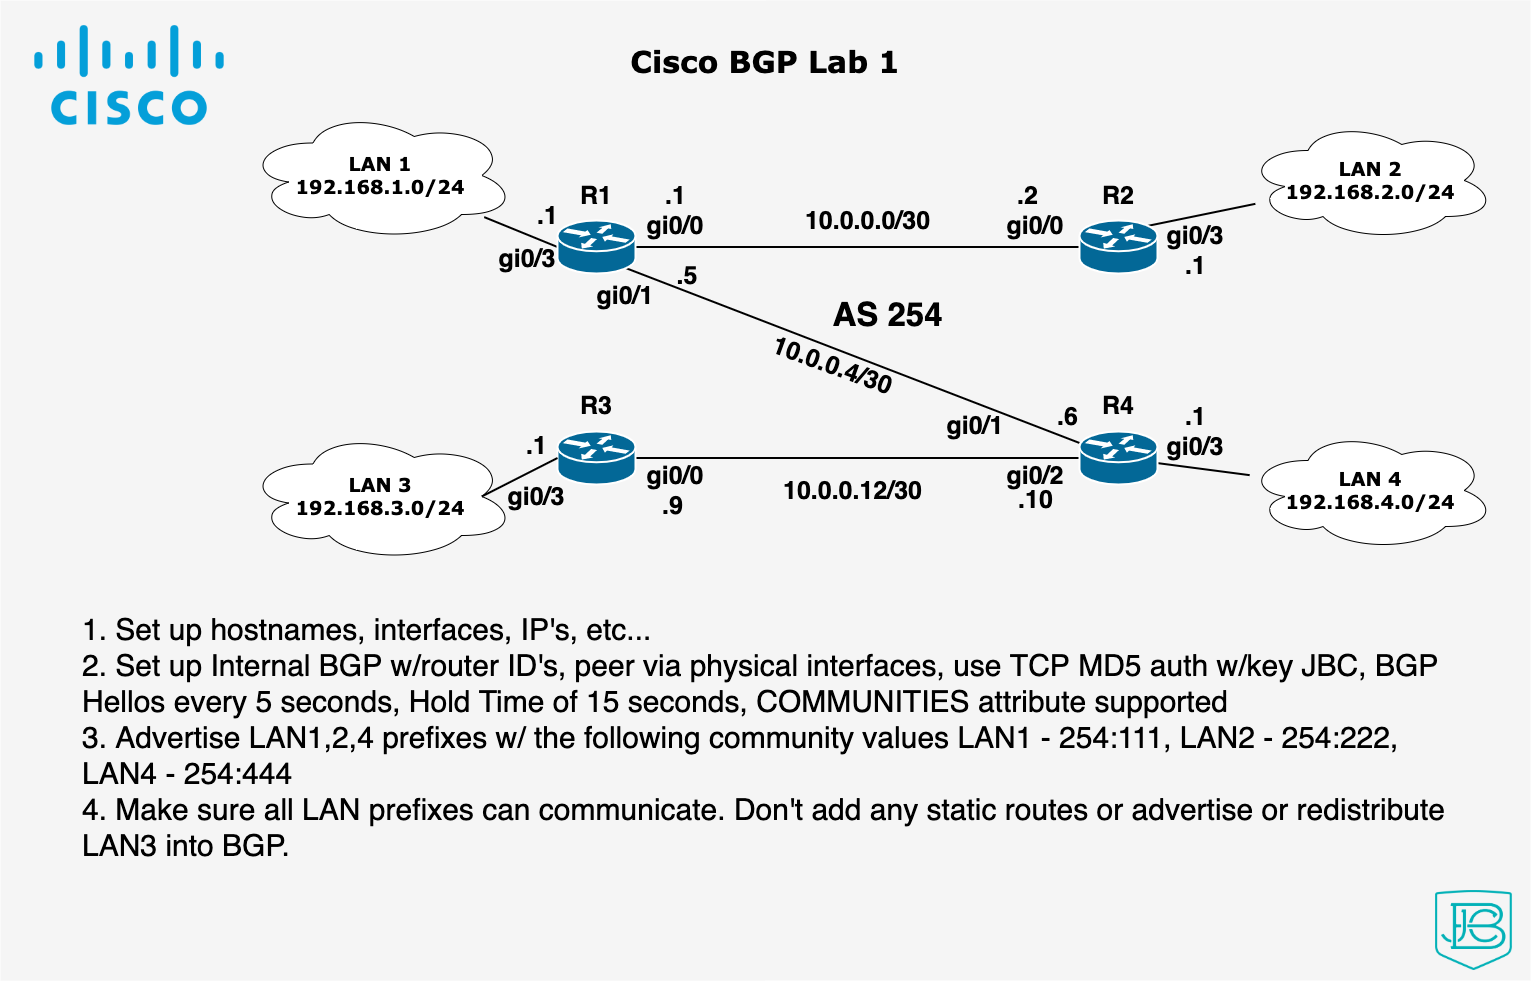 CISCO
Cisco BGP Lab 1
LAN 1
192.168.1.0/24
.1
gi0/3
R1
.1
gi0/0
gi0/1
.5
10.0.0.0/30
.2
gi0/0
R2
gi0/3
.1
LAN 2
192.168.2.0/24
AS 254
10.0.0.4/30
LAN 3
192.168.3.0/24
.1
gi0/3
R3
gi0/0
.9
10.0.0.12/30
gi0/1
.6
R4
gi0/2
.10
.1
gi0/3
LAN 4
192.168.4.0/24
1. Set up hostnames, interfaces, IP's, etc...
2. Set up Internal BGP w/router ID's, peer via physical interfaces, use TCP MD5 auth w/key JBC, BGP
Hellos every 5 seconds, Hold Time of 15 seconds, COMMUNITIES attribute supported
3. Advertise LAN1,2,4 prefixes w/ the following community values LAN1 - 254:111, LAN2 - 254:222,
LAN4 - 254:444
4. Make sure all LAN prefixes can communicate. Don't add any static routes or advertise or redistribute
LAN3 into BGP.
JBC